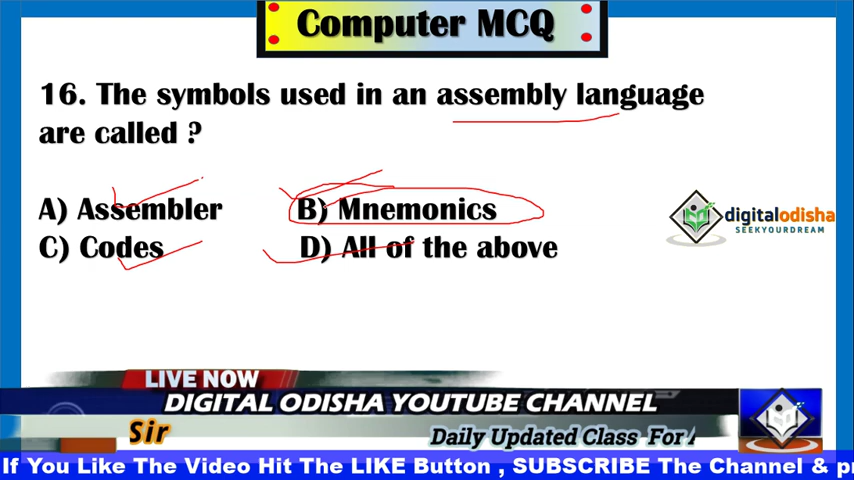 Computer MCQ
16. The symbols used in an assembly language
are called ?
A) Assembler
B) Mnemonics
C) Codes
D) All of the above
digitalodisha
SEEKYOURDREAM
LIVE NOW
DIGITAL ODISHA YOUTUBE CHANNEL
Sir
Daily Updated Class For
If You Like The Video Hit The LIKE Button , SUBSCRIBE The Channel &